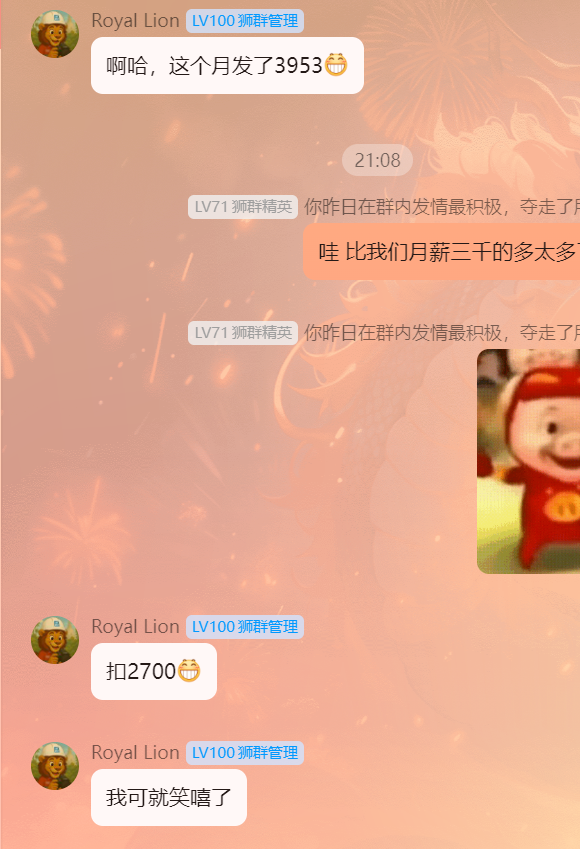 Royal Lion LV100 狮群管理
啊哈，这个月发了3953😁
21:08
LV71 狮群精英 你昨日在群内发情最积极，夺走了
哇 比我们月薪三千的多太多
LV71 狮群精英 你昨日在群内发情最积极，夺走了
Royal Lion LV100 狮群管理
扣2700😁
Royal Lion LV100 狮群管理
我可就笑嘻了